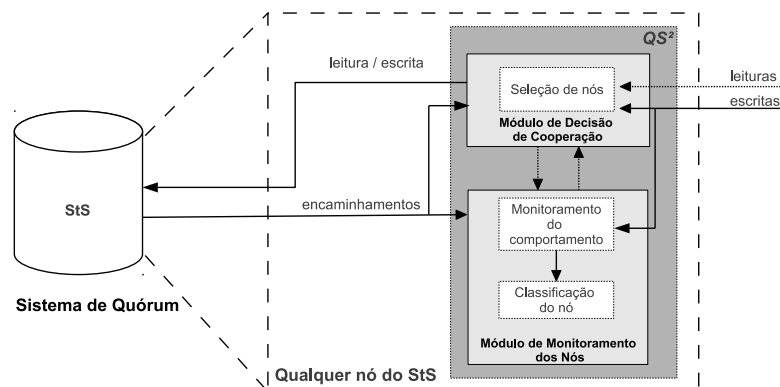 QS²
leitura / escrita
Seleção de nós
leituras
escritas
Módulo de Decisão
de Cooperação
StS
encaminhamentos
Monitoramento
do
comportamento
Classificação
do nó
Sistema de Quórum
Módulo de Monitoramento
dos Nós
Qualquer nó do StS